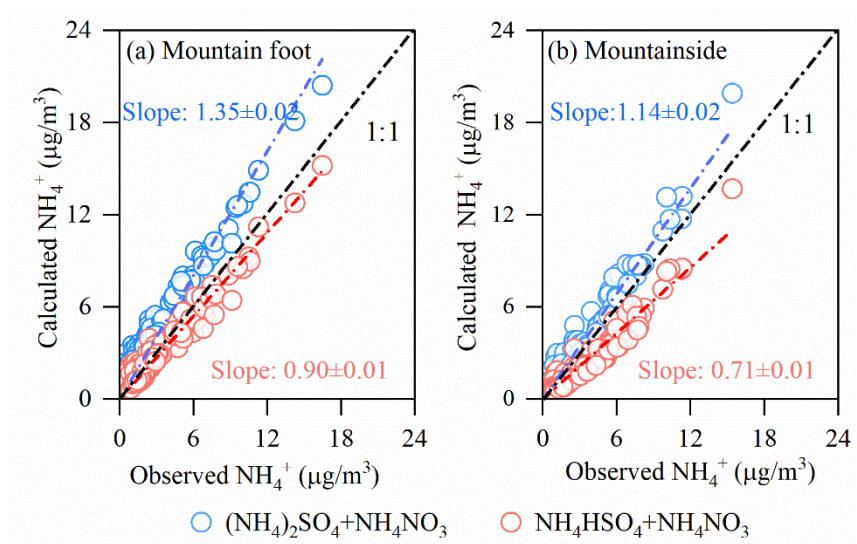 (a) Mountain foot
Slope: 1.35±0.02
1:1
Slope: 0.90±0.01
24
18
12
6
0
Calculated NH₄⁺ (μg/m³)
0 6 12 18 24
Observed NH₄⁺ (μg/m³)
(b) Mountainside
Slope:1.14±0.02
1:1
Slope: 0.71±0.01
24
18
12
6
0
Calculated NH₄⁺ (μg/m³)
0 6 12 18 24
Observed NH₄⁺ (μg/m³)
(NH₄)₂SO₄+NH₄NO₃ NH₄HSO₄+NH₄NO₃